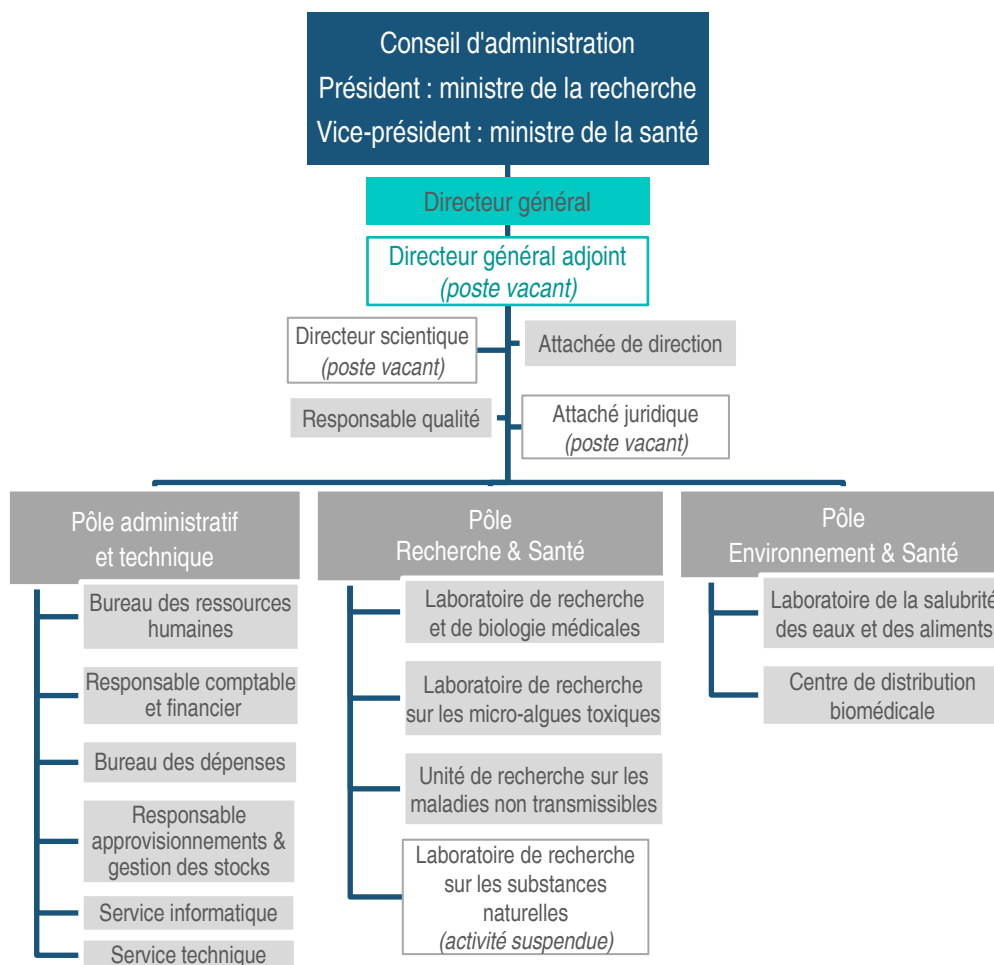 Conseil d'administration
Président : ministre de la recherche
Vice-président : ministre de la santé
Directeur général
Directeur général adjoint
(poste vacant)
Directeur scientique
(poste vacant)
Attachée de direction
Responsable qualité
Attaché juridique
(poste vacant)
Pôle administratif
et technique
Bureau des ressources
humaines
Responsable comptable
et financier
Bureau des dépenses
Responsable
approvisionnements &
gestion des stocks
Service informatique
Service technique
Pôle
Recherche & Santé
Laboratoire de recherche
et de biologie médicales
Laboratoire de recherche
sur les micro-algues toxiques
Unité de recherche sur les
maladies non transmissibles
Laboratoire de recherche
sur les substances
naturelles
(activité suspendue)
Pôle
Environnement & Santé
Laboratoire de la salubrité
des eaux et des aliments
Centre de distribution
biomédicale